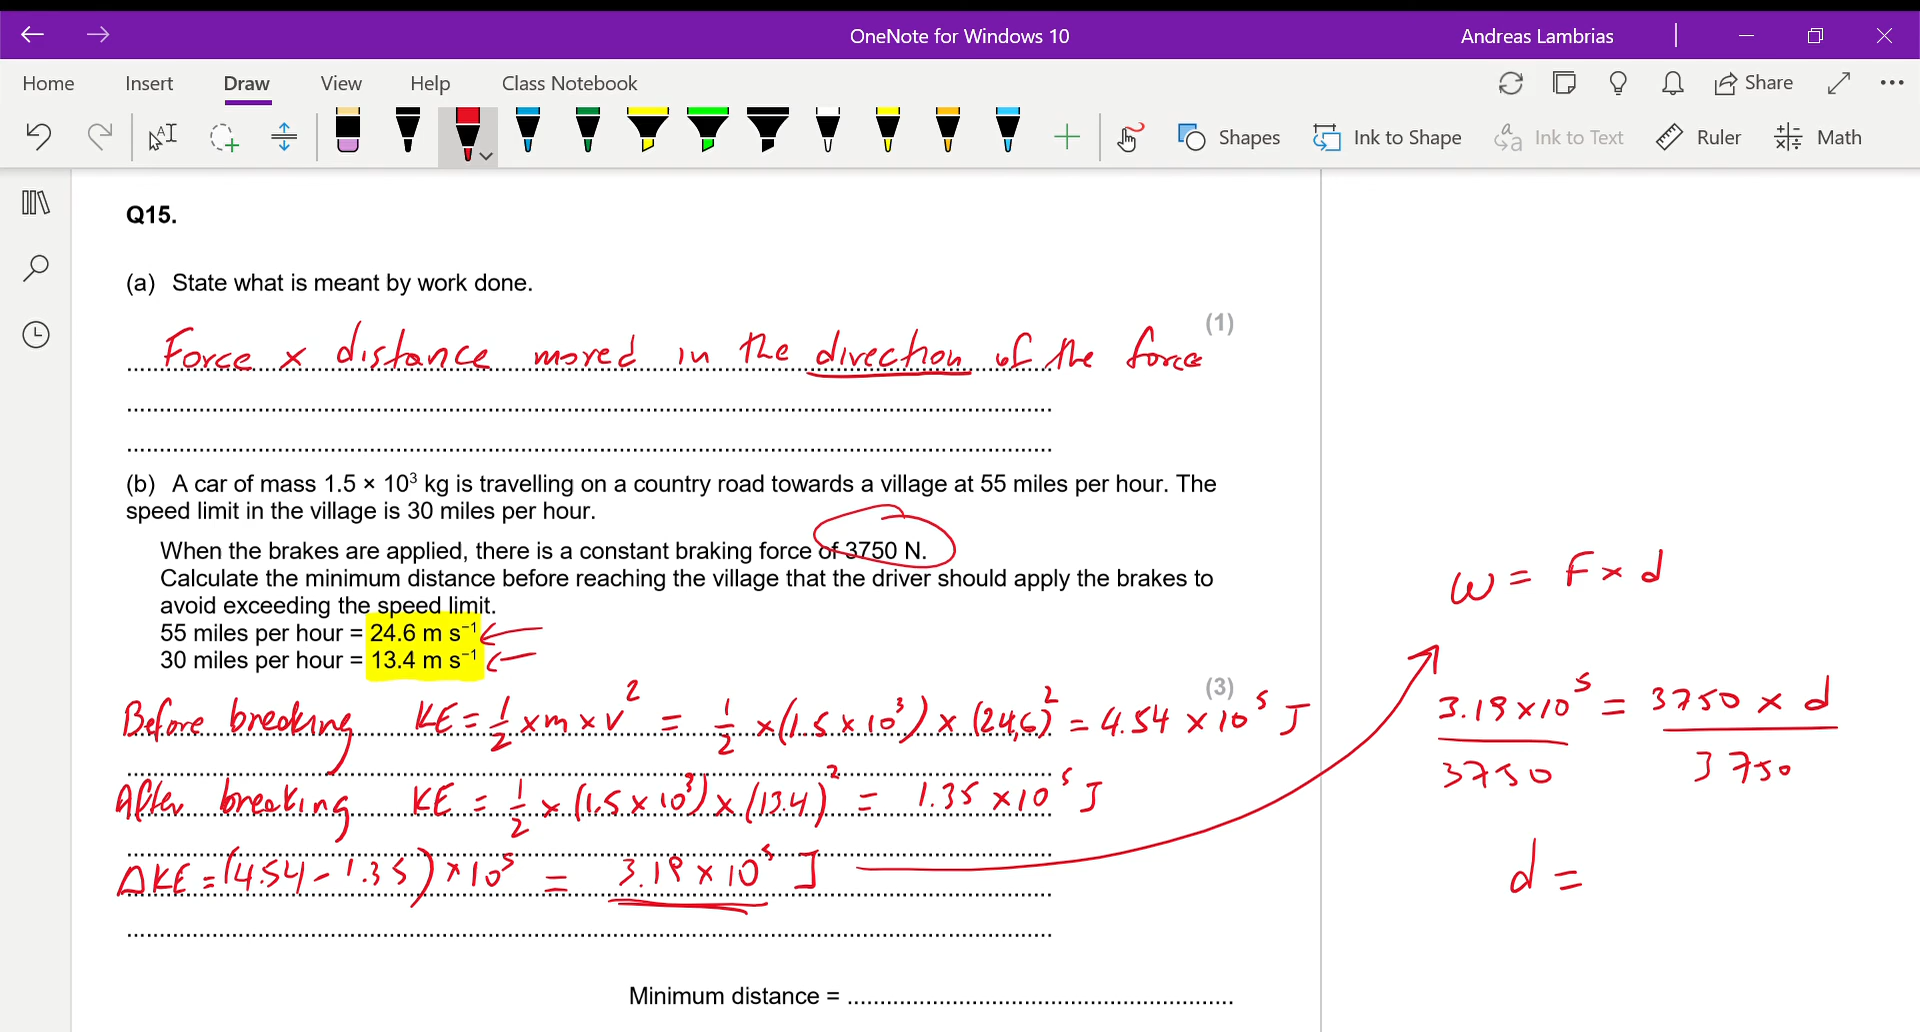 OneNote for Windows 10
Andreas Lambrias
Home Insert Draw View Help Class Notebook
Share
Shapes Ink to Shape Ink to Text Ruler Math
Q15.
(a) State what is meant by work done.
(1)
Force × distance moved in the direction of the force
(b) A car of mass 1.5 × 10³ kg is travelling on a country road towards a village at 55 miles per hour. The
speed limit in the village is 30 miles per hour.
When the brakes are applied, there is a constant braking force of 3750 N.
Calculate the minimum distance before reaching the village that the driver should apply the brakes to
avoid exceeding the speed limit.
55 miles per hour = 24.6 m s⁻¹
30 miles per hour = 13.4 m s⁻¹
(3)
Before breaking KE = 1/2 × m × v² = 1/2 × (1.5 × 10³) × (24,6)² = 4.54 × 10⁵ J
After breaking KE = 1/2 × (1.5 × 10³) × (13.4)² = 1.35 × 10⁵ J
ΔKE = (4.54 - 1.35) × 10⁵ = 3.19 × 10⁵ J
Minimum distance =
W = F × d
3.19 × 10⁵ = 3750 × d
3750 3750
d =